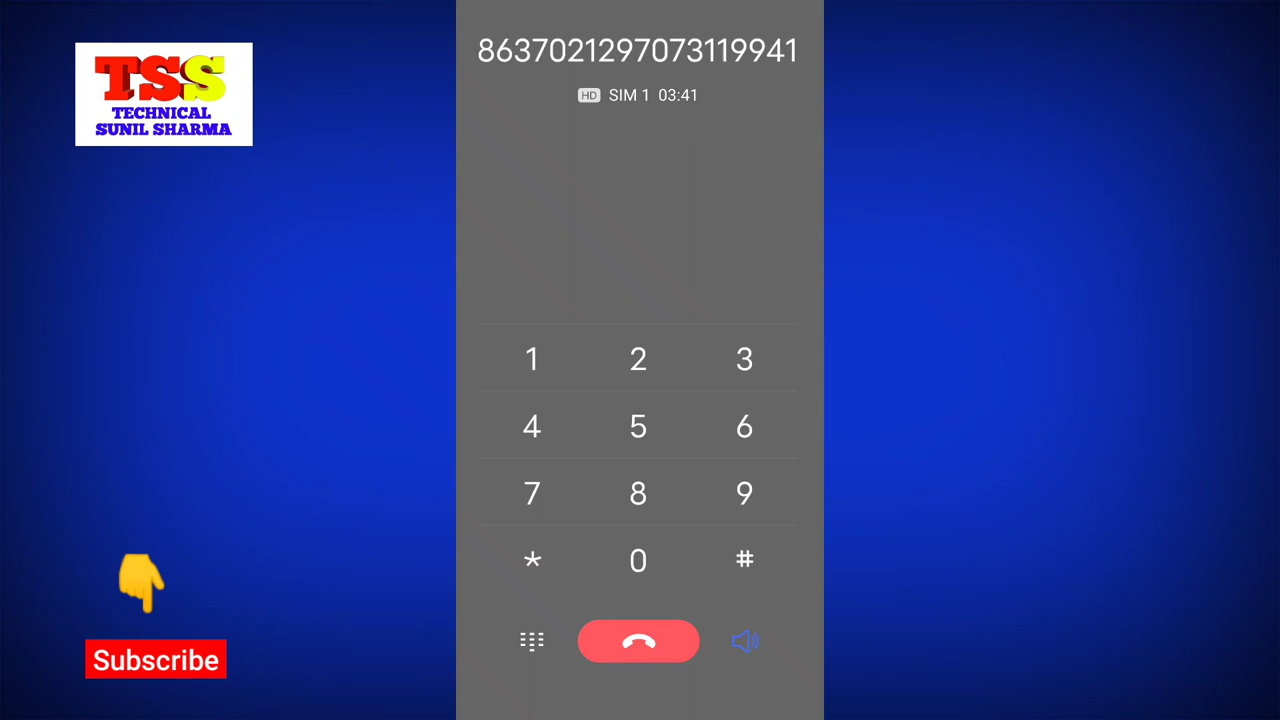 TSS
TECHNICAL
SUNIL SHARMA
8637021297073119941
HD SIM 1 03:41
1 2 3
4 5 6
7 8 9
* 0 #
Subscribe